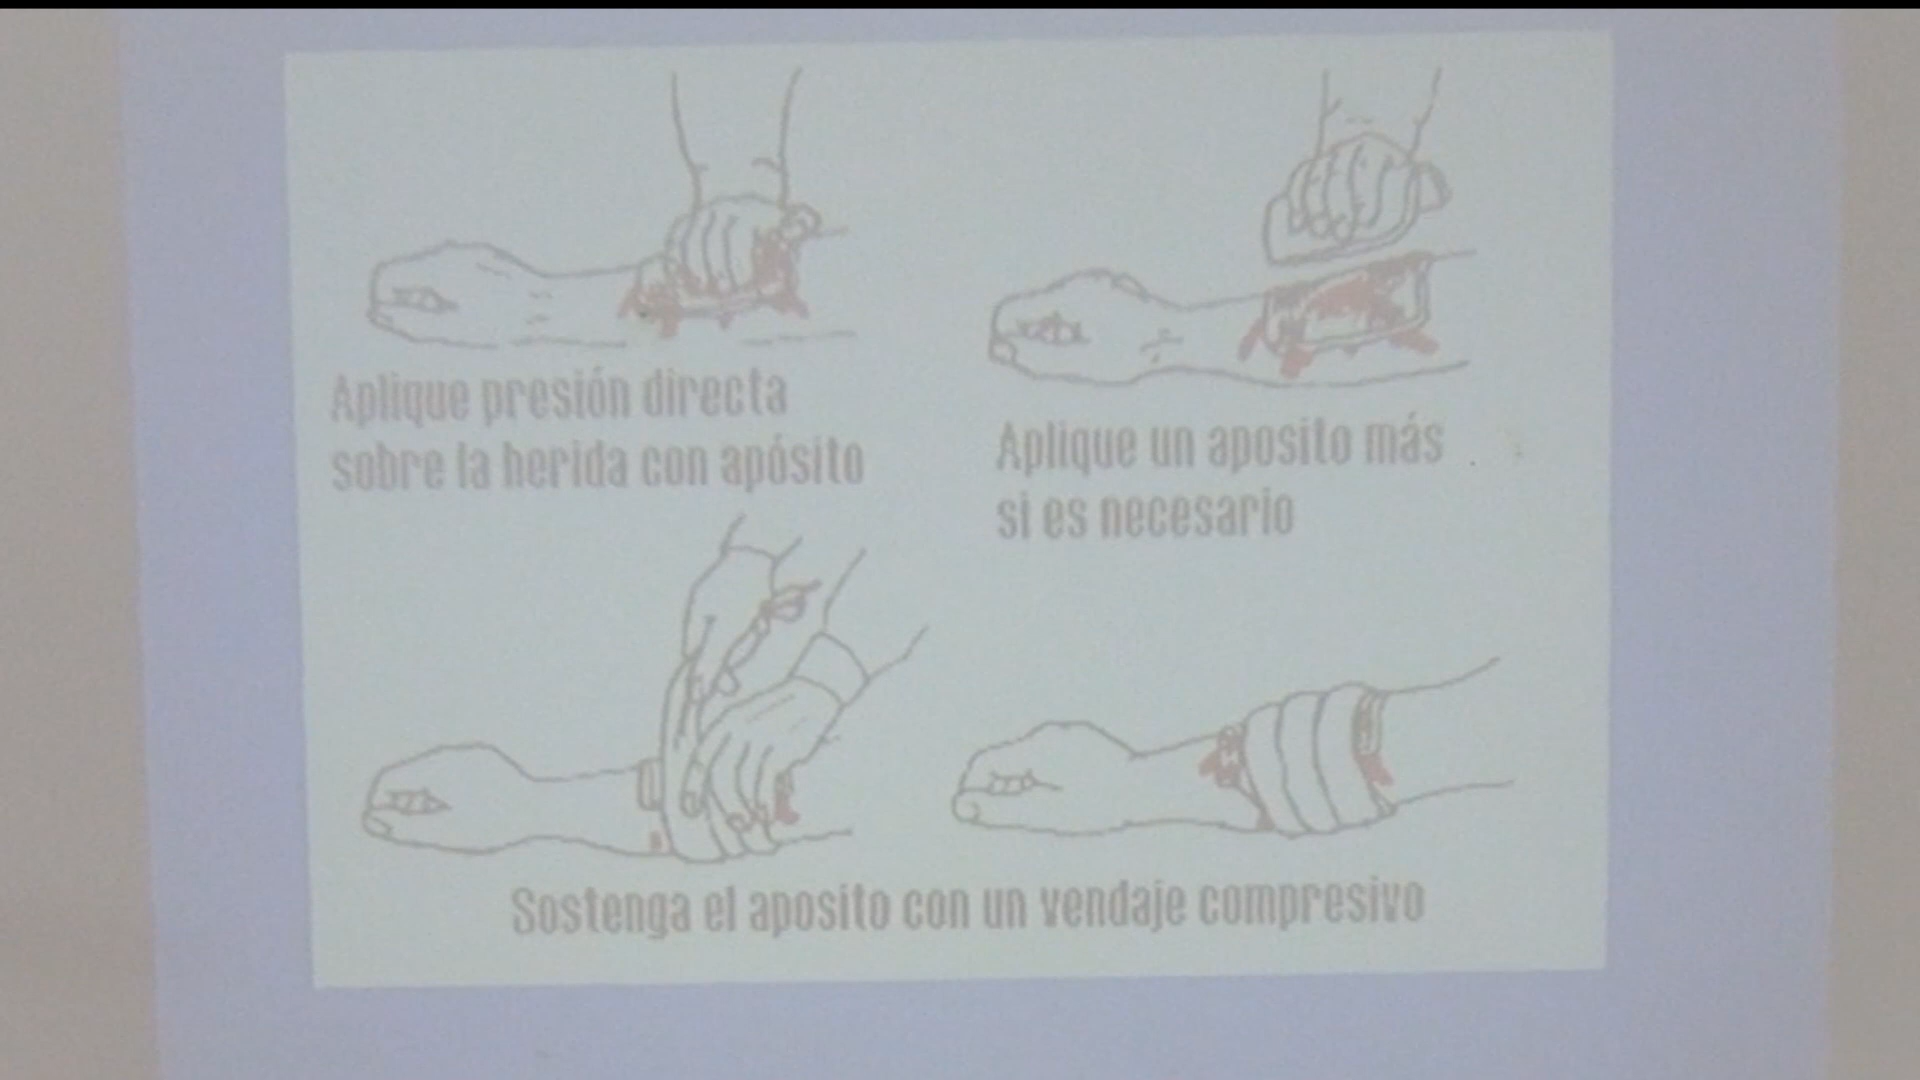 Aplique presión directa
sobre la herida con apósito
Aplique un aposito más
si es necesario
Sostenga el aposito con un vendaje compresivo